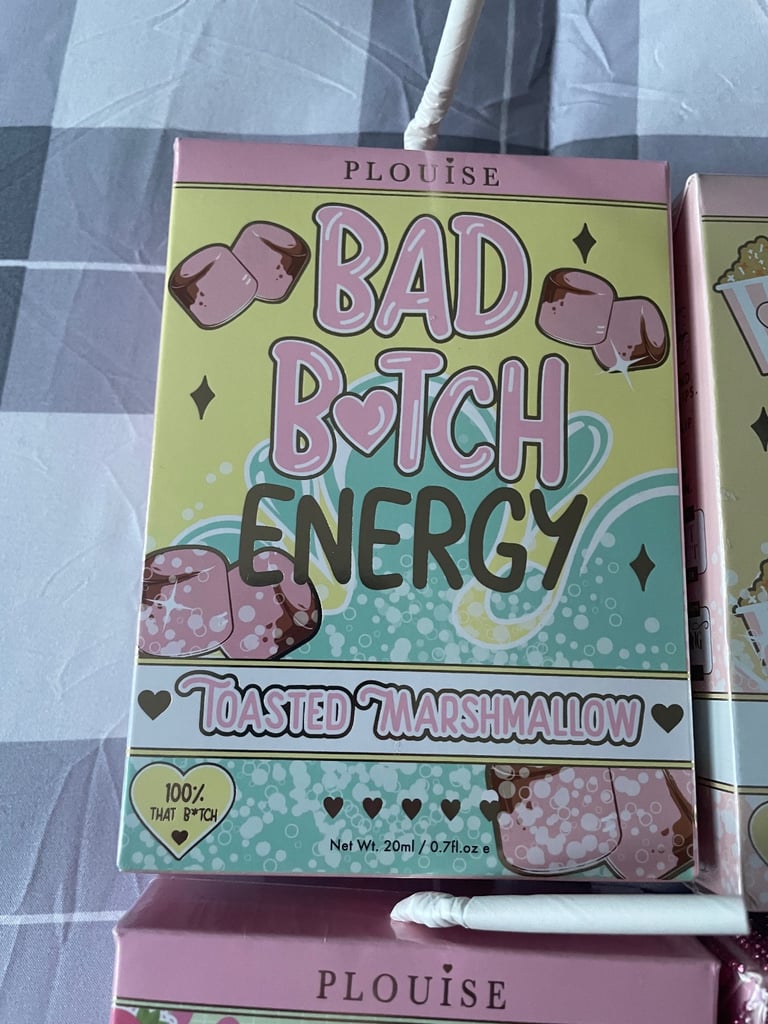 PLOUISE
BAD
B♥TCH
ENERGY
TOASTED MARSHMALLOW
100%
THAT B*TCH
Net Wt. 20ml / 0.7fl.oz e
PLOUISE